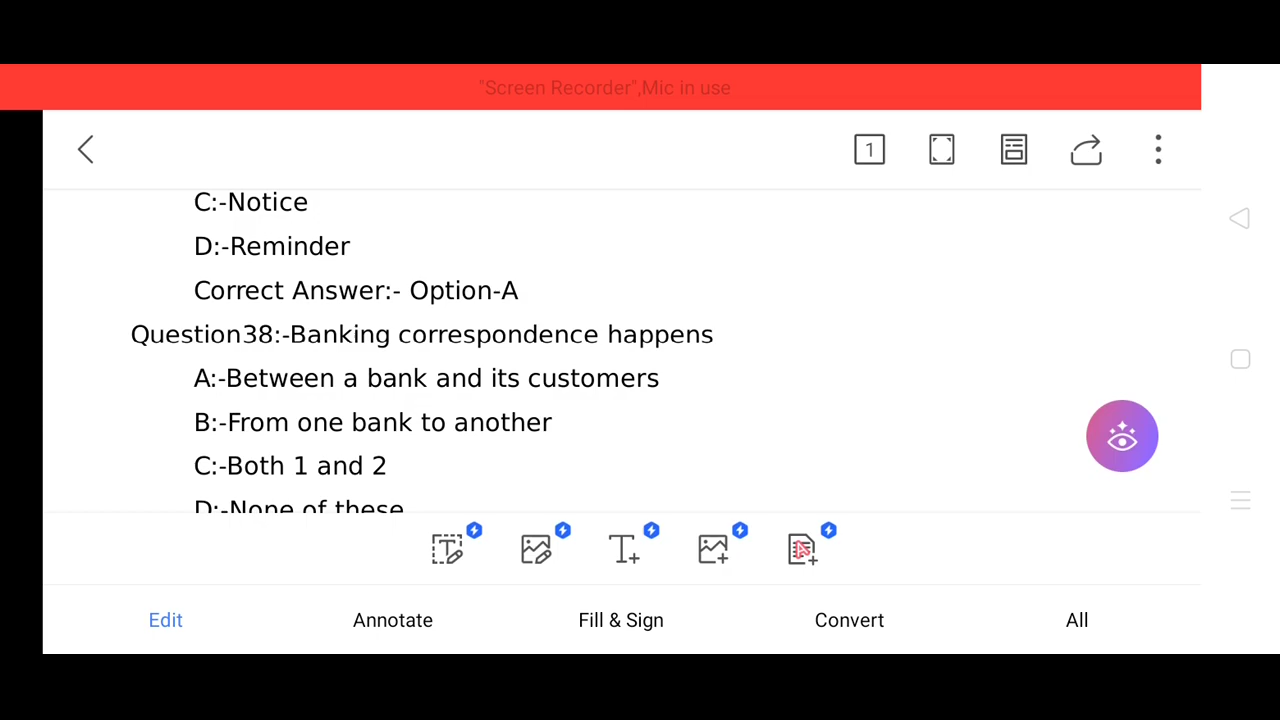 "Screen Recorder",Mic in use
1
C:-Notice
D:-Reminder
Correct Answer:- Option-A
Question38:-Banking correspondence happens
A:-Between a bank and its customers
B:-From one bank to another
C:-Both 1 and 2
D:-None of these
Edit
Annotate
Fill & Sign
Convert
All